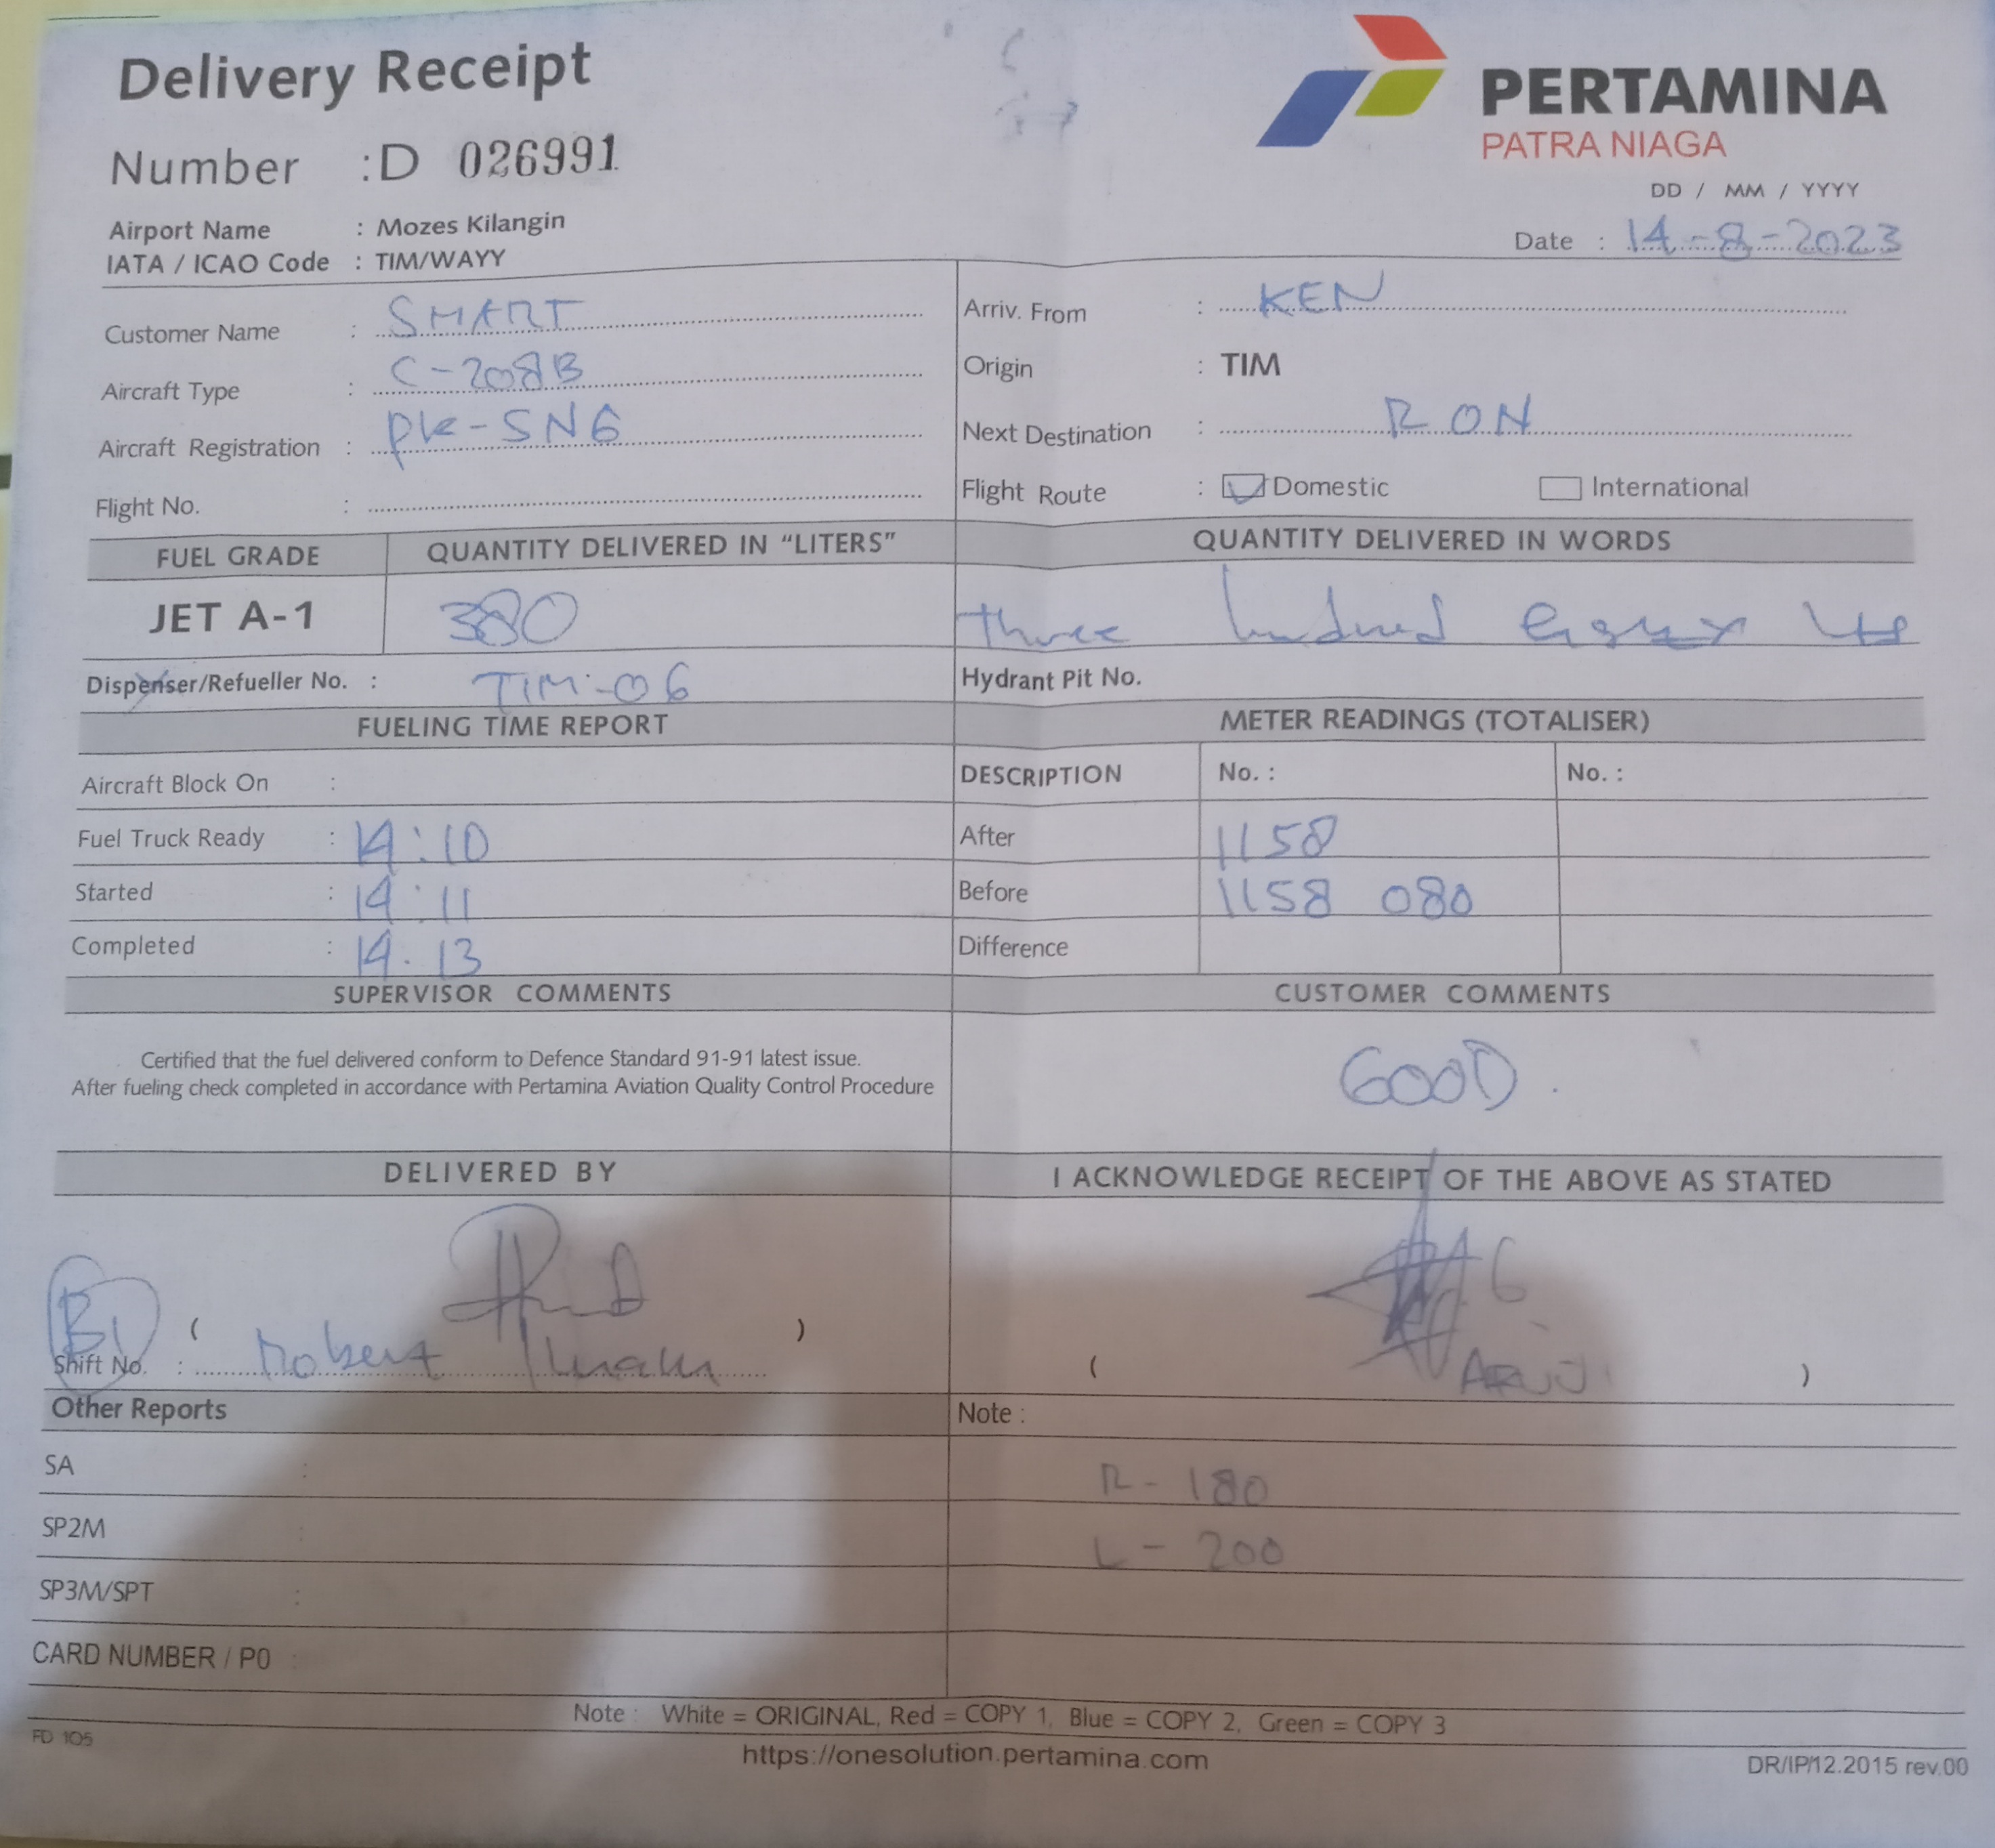 Delivery Receipt
PERTAMINA
PATRA NIAGA
Number : D 026991
DD / MM / YYYY
Airport Name : Mozes Kilangin
Date : 14-8-2023
IATA / ICAO Code : TIM/WAYY
Customer Name : SMART
Arriv. From : KEN
Aircraft Type : C-208B
Origin : TIM
Aircraft Registration : PK-SNG
Next Destination : RON
Flight No. :
Flight Route : Domestic International
FUEL GRADE QUANTITY DELIVERED IN "LITERS" QUANTITY DELIVERED IN WORDS
JET A-1 380 three hundred eighty
Dispenser/Refueller No. : TIM-06
Hydrant Pit No.
FUELING TIME REPORT METER READINGS (TOTALISER)
Aircraft Block On :
DESCRIPTION No. : No. :
Fuel Truck Ready : 14:10
After 1158
Started : 14:11
Before 1158 080
Completed : 14.13
Difference
SUPERVISOR COMMENTS CUSTOMER COMMENTS
Certified that the fuel delivered conform to Defence Standard 91-91 latest issue.
After fueling check completed in accordance with Pertamina Aviation Quality Control Procedure
GOOD.
DELIVERED BY I ACKNOWLEDGE RECEIPT OF THE ABOVE AS STATED
( )
Shift No. : Robert
( )
Other Reports Note :
SA : R - 180
SP2M : L - 200
SP3M/SPT :
CARD NUMBER / P0 :
Note : White = ORIGINAL, Red = COPY 1, Blue = COPY 2, Green = COPY 3
FD 105
https://onesolution.pertamina.com
DR/IP/12.2015 rev.00